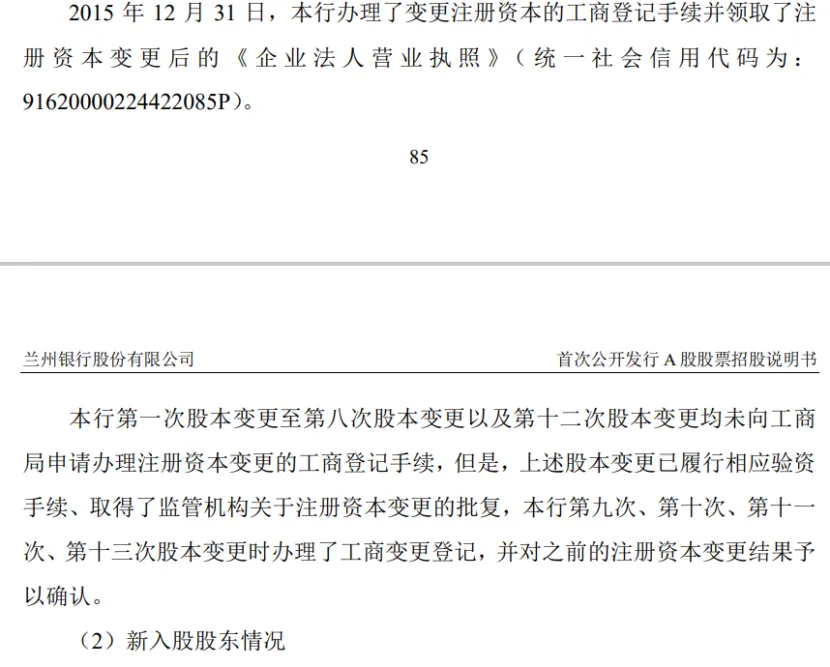 2015 年 12 月 31 日，本行办理了变更注册资本的工商登记手续并领取了注
册资本变更后的《企业法人营业执照》（统一社会信用代码为：
91620000224422085P）。
85
兰州银行股份有限公司 首次公开发行 A 股股票招股说明书
本行第一次股本变更至第八次股本变更以及第十二次股本变更均未向工商
局申请办理注册资本变更的工商登记手续，但是，上述股本变更已履行相应验资
手续、取得了监管机构关于注册资本变更的批复，本行第九次、第十次、第十一
次、第十三次股本变更时办理了工商变更登记，并对之前的注册资本变更结果予
以确认。
（2）新入股股东情况